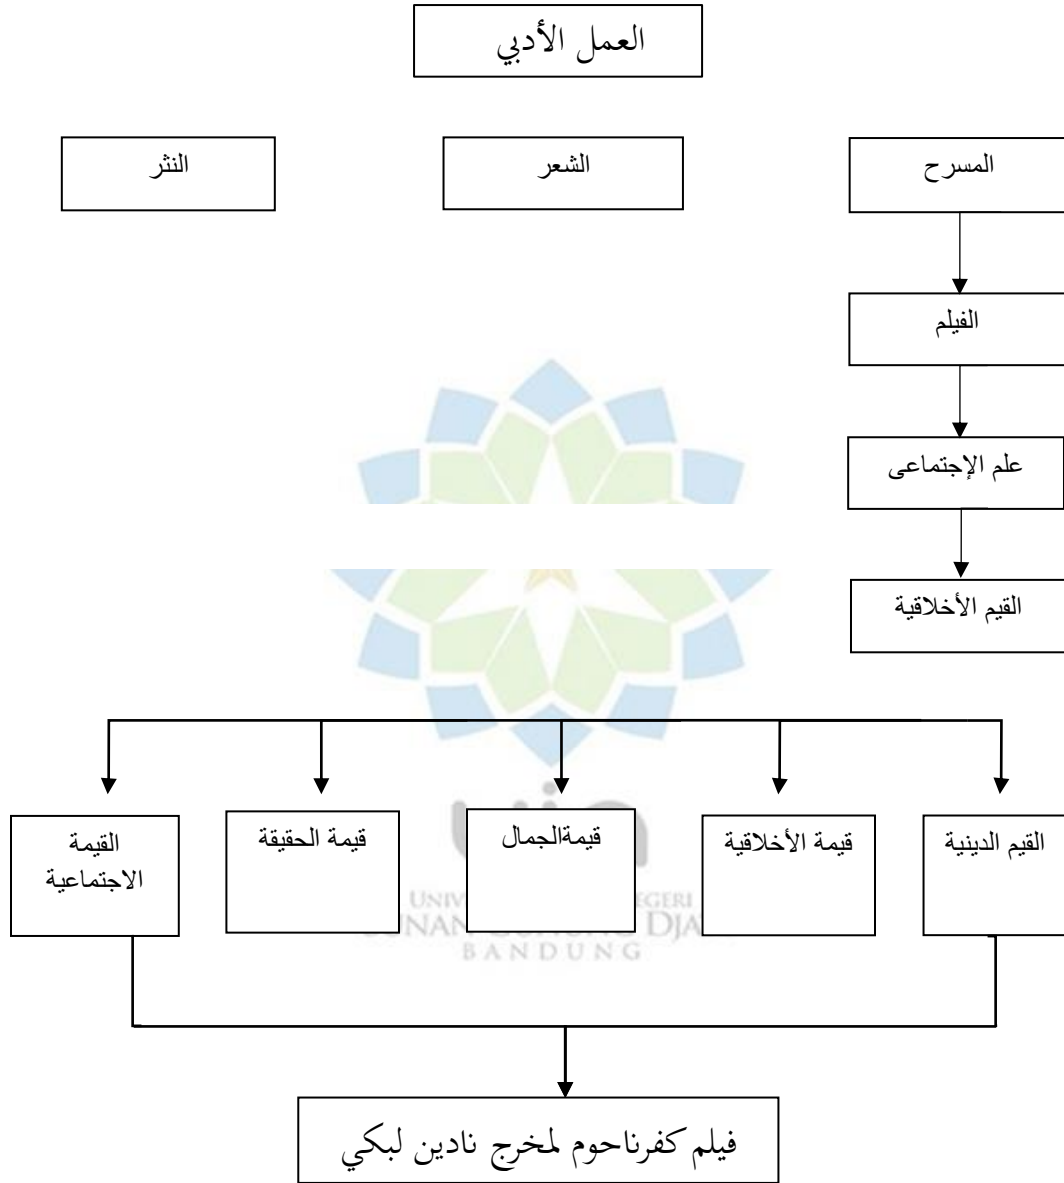 العمل الأدبي
المسرح
الشعر
النثر
الفيلم
علم الإجتماعى
القيم الأخلاقية
القيم الدينية
قيمة الأخلاقية
قيمةالجمال
قيمة الحقيقة
القيمة
الاجتماعية
BANDUNG
فيلم كفرناحوم لمخرج نادين لبكي